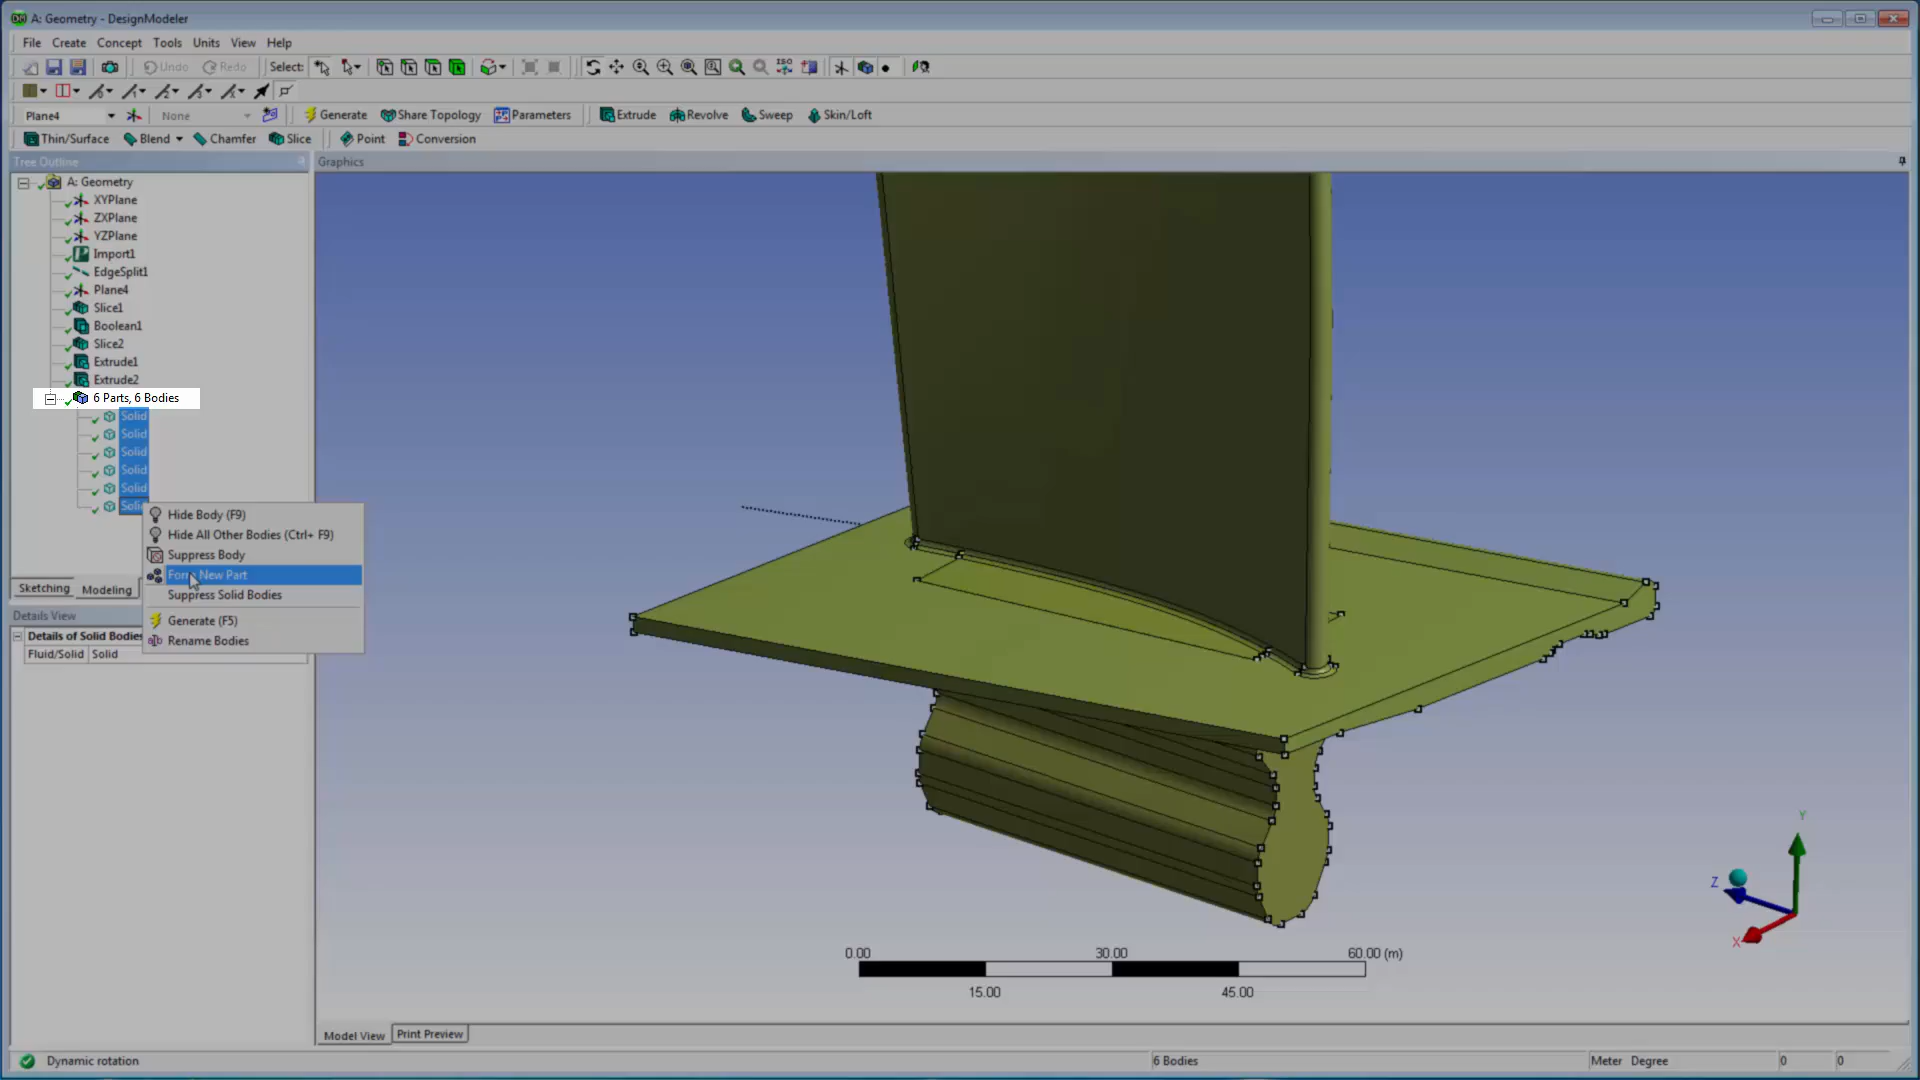 A: Geometry - DesignModeler
File Create Concept Tools Units View Help
Undo Redo Select: ISO
Plane4 None Generate Share Topology Parameters Extrude Revolve Sweep Skin/Loft
Thin/Surface Blend Chamfer Slice Point Conversion
Tree Outline
Graphics
A: Geometry
XYPlane
ZXPlane
YZPlane
Import1
EdgeSplit1
Plane4
Slice1
Boolean1
Slice2
Extrude1
Extrude2
6 Parts, 6 Bodies
Solid
Solid
Solid
Solid
Solid
Hide Body (F9)
Hide All Other Bodies (Ctrl+ F9)
Suppress Body
New Part
Suppress Solid Bodies
Generate (F5)
Rename Bodies
Sketching Modeling
Details View
Details of Solid Bodies
Fluid/Solid Solid
Y
Z
X
0.00 30.00 60.00 (m)
15.00 45.00
Model View Print Preview
Dynamic rotation 6 Bodies Meter Degree 0 0